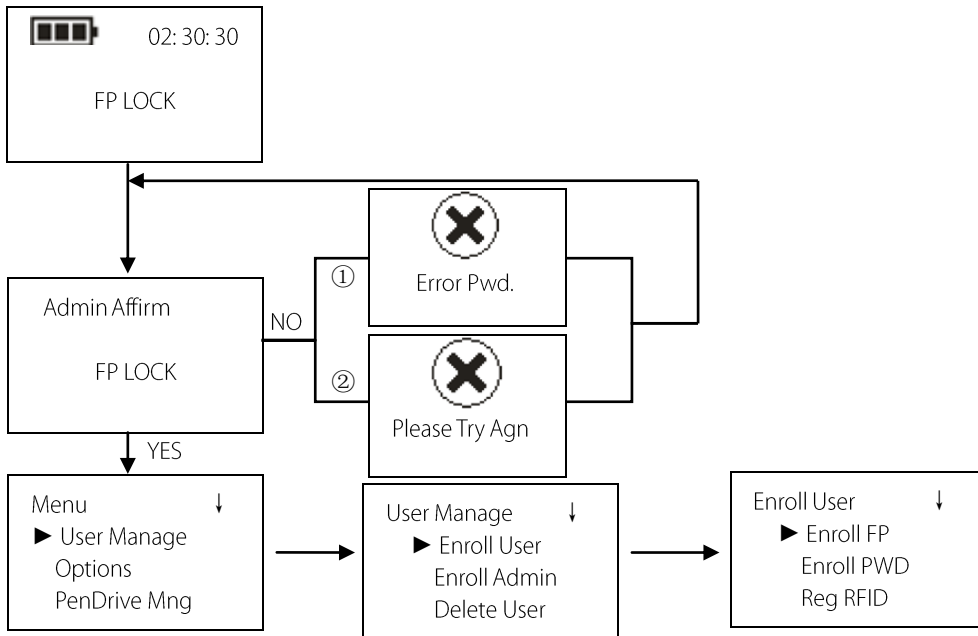 02: 30: 30
FP LOCK
Admin Affirm
FP LOCK
NO
①
Error Pwd.
②
Please Try Agn
YES
Menu ↓
► User Manage
Options
PenDrive Mng
User Manage ↓
► Enroll User
Enroll Admin
Delete User
Enroll User ↓
► Enroll FP
Enroll PWD
Reg RFID